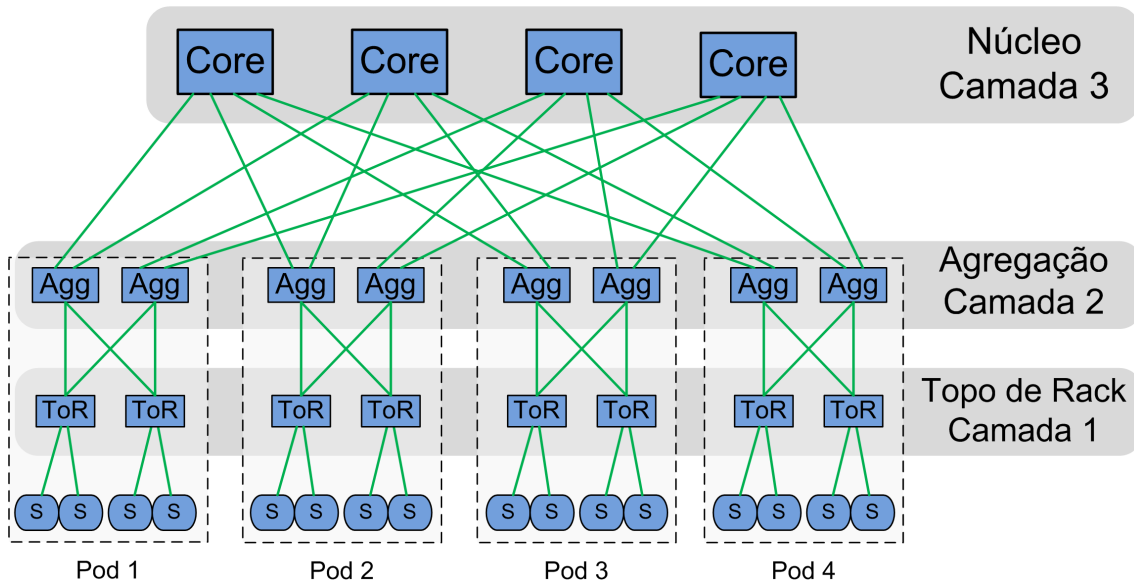 Core Core Core Core
Núcleo
Camada 3
Agg Agg Agg Agg Agg Agg Agg Agg
Agregação
Camada 2
ToR ToR ToR ToR ToR ToR ToR ToR
Topo de Rack
Camada 1
S S S S S S S S S S S S S S S S
Pod 1 Pod 2 Pod 3 Pod 4